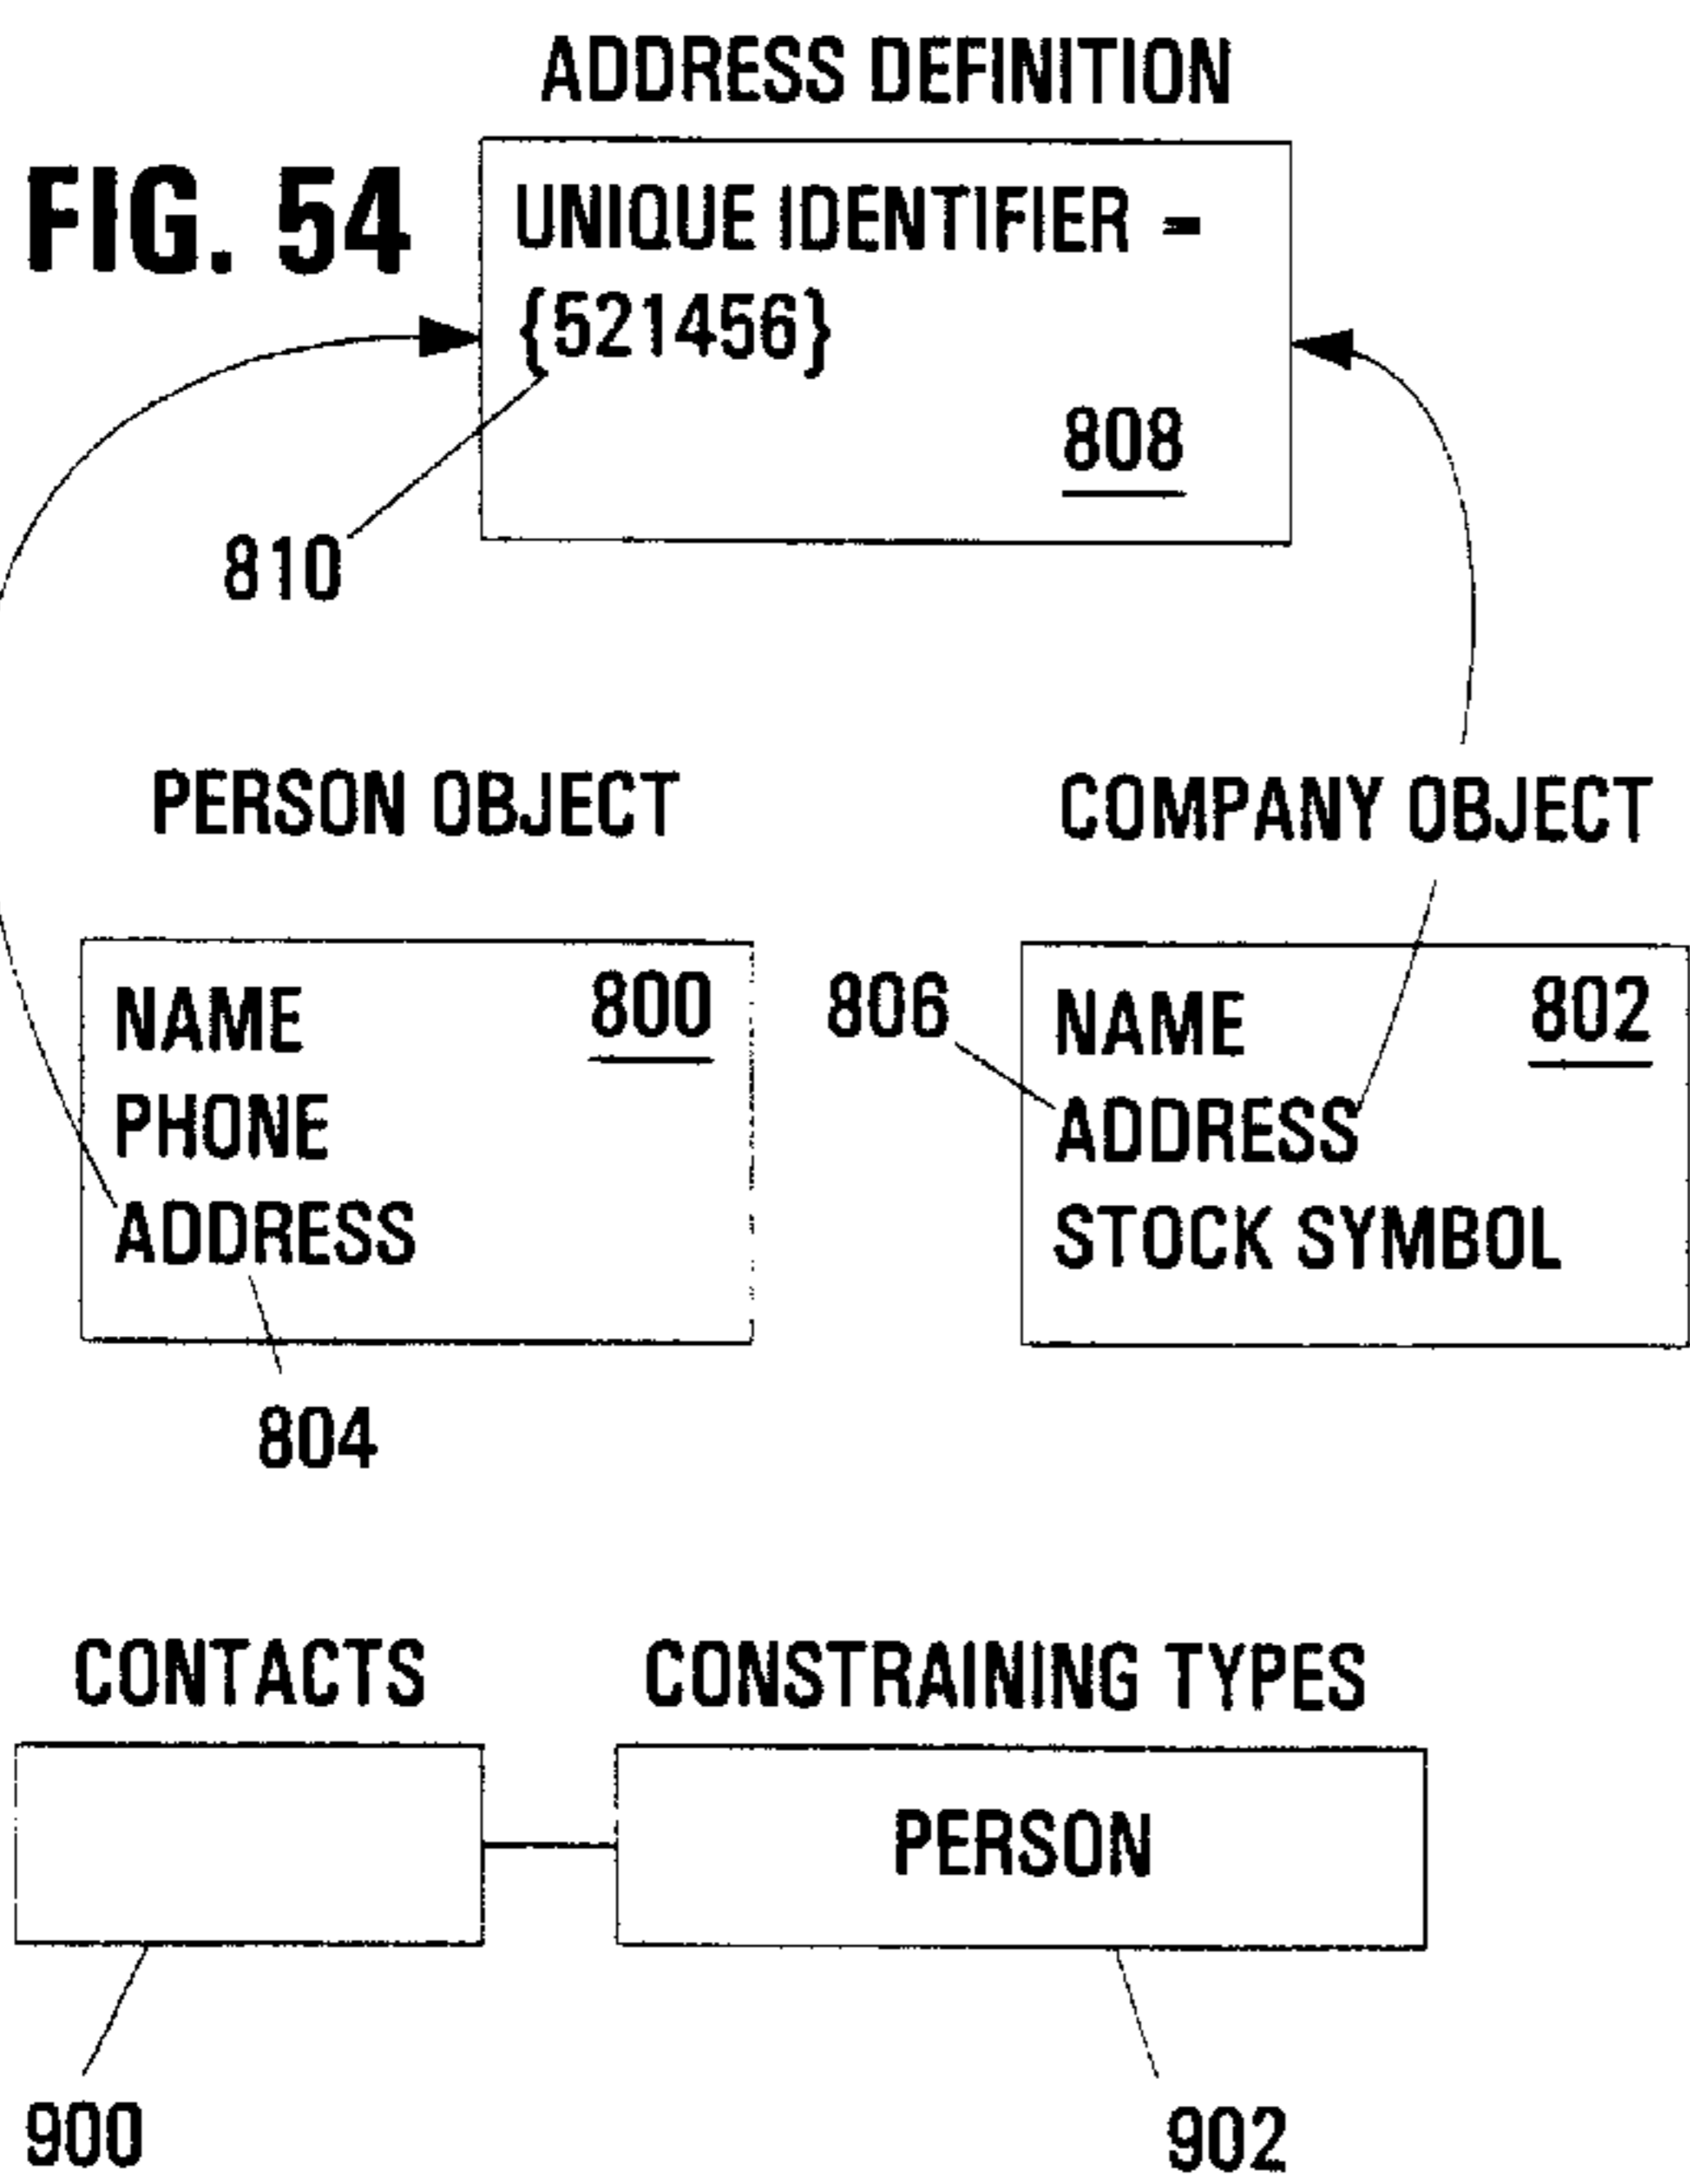 ADDRESS DEFINITION
FIG. 54
UNIQUE IDENTIFIER =
{521456}
808
810
PERSON OBJECT
COMPANY OBJECT
NAME 800
PHONE
ADDRESS
804
806
NAME 802
ADDRESS
STOCK SYMBOL
CONTACTS
CONSTRAINING TYPES
PERSON
900
902